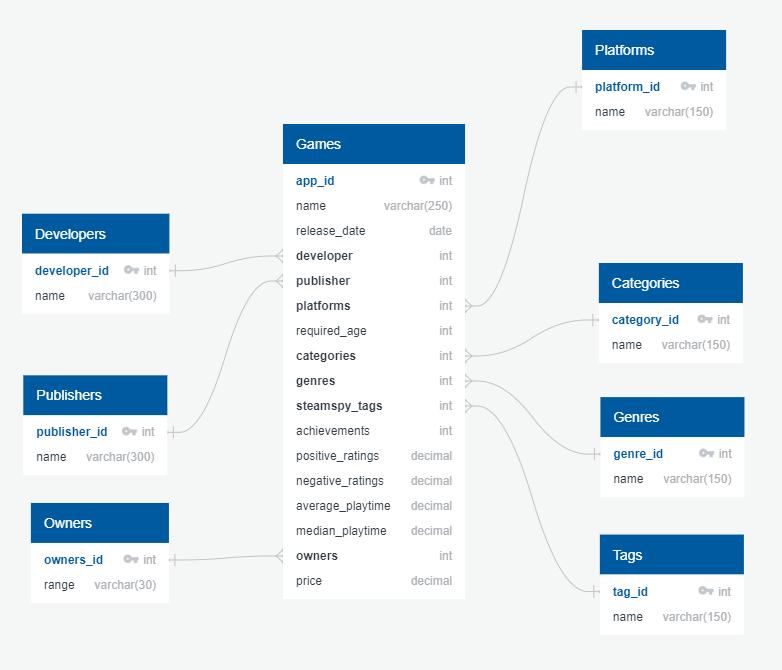 Platforms
platform_id int
name varchar(150)
Games
app_id int
name varchar(250)
release_date date
developer int
publisher int
platforms int
required_age int
categories int
genres int
steamspy_tags int
achievements int
positive_ratings decimal
negative_ratings decimal
average_playtime decimal
median_playtime decimal
owners int
price decimal
Developers
developer_id int
name varchar(300)
Publishers
publisher_id int
name varchar(300)
Owners
owners_id int
range varchar(30)
Categories
category_id int
name varchar(150)
Genres
genre_id int
name varchar(150)
Tags
tag_id int
name varchar(150)